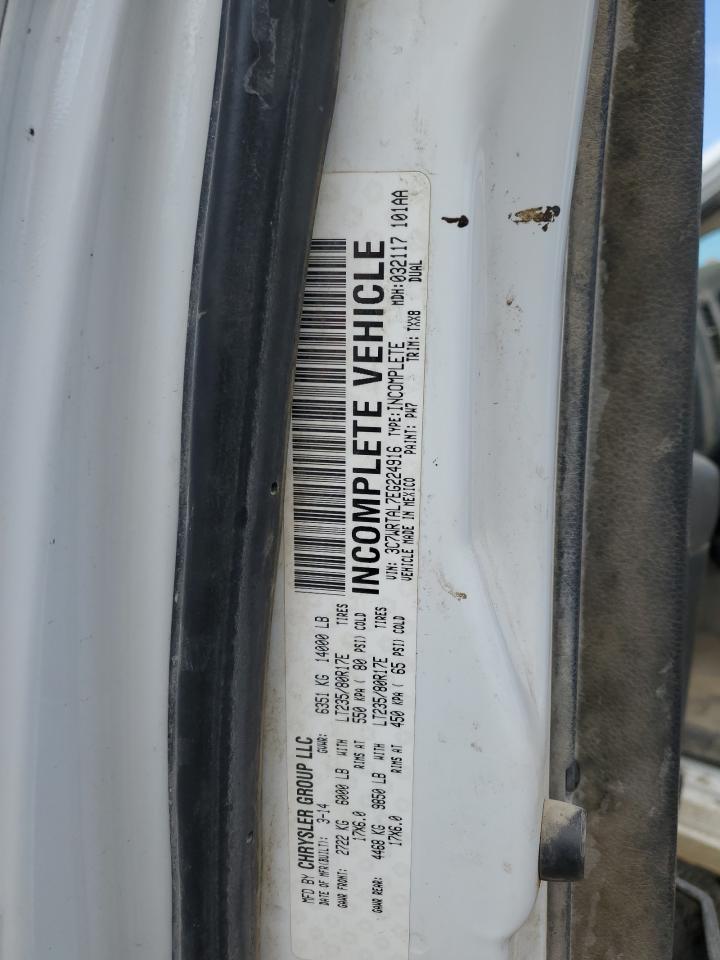 MFD BY CHRYSLER GROUP LLC
DATE OF MFR(BUILT): 3-14 GVWR: 6351 KG 14000 LB
GAWR FRONT: 2722 KG 6000 LB WITH LT235/80R17E TIRES
17X6.0 RIMS AT 550 KPA ( 80 PSI) COLD
GAWR REAR: 4468 KG 9850 LB WITH LT235/80R17E TIRES
17X6.0 RIMS AT 450 KPA ( 65 PSI) COLD
INCOMPLETE VEHICLE
VIN: 3C7WRTAL7EG224916 TYPE: INCOMPLETE MDH: 032117 101AA
VEHICLE MADE IN MEXICO PAINT: PW7 TRIM: TXX8 DUAL